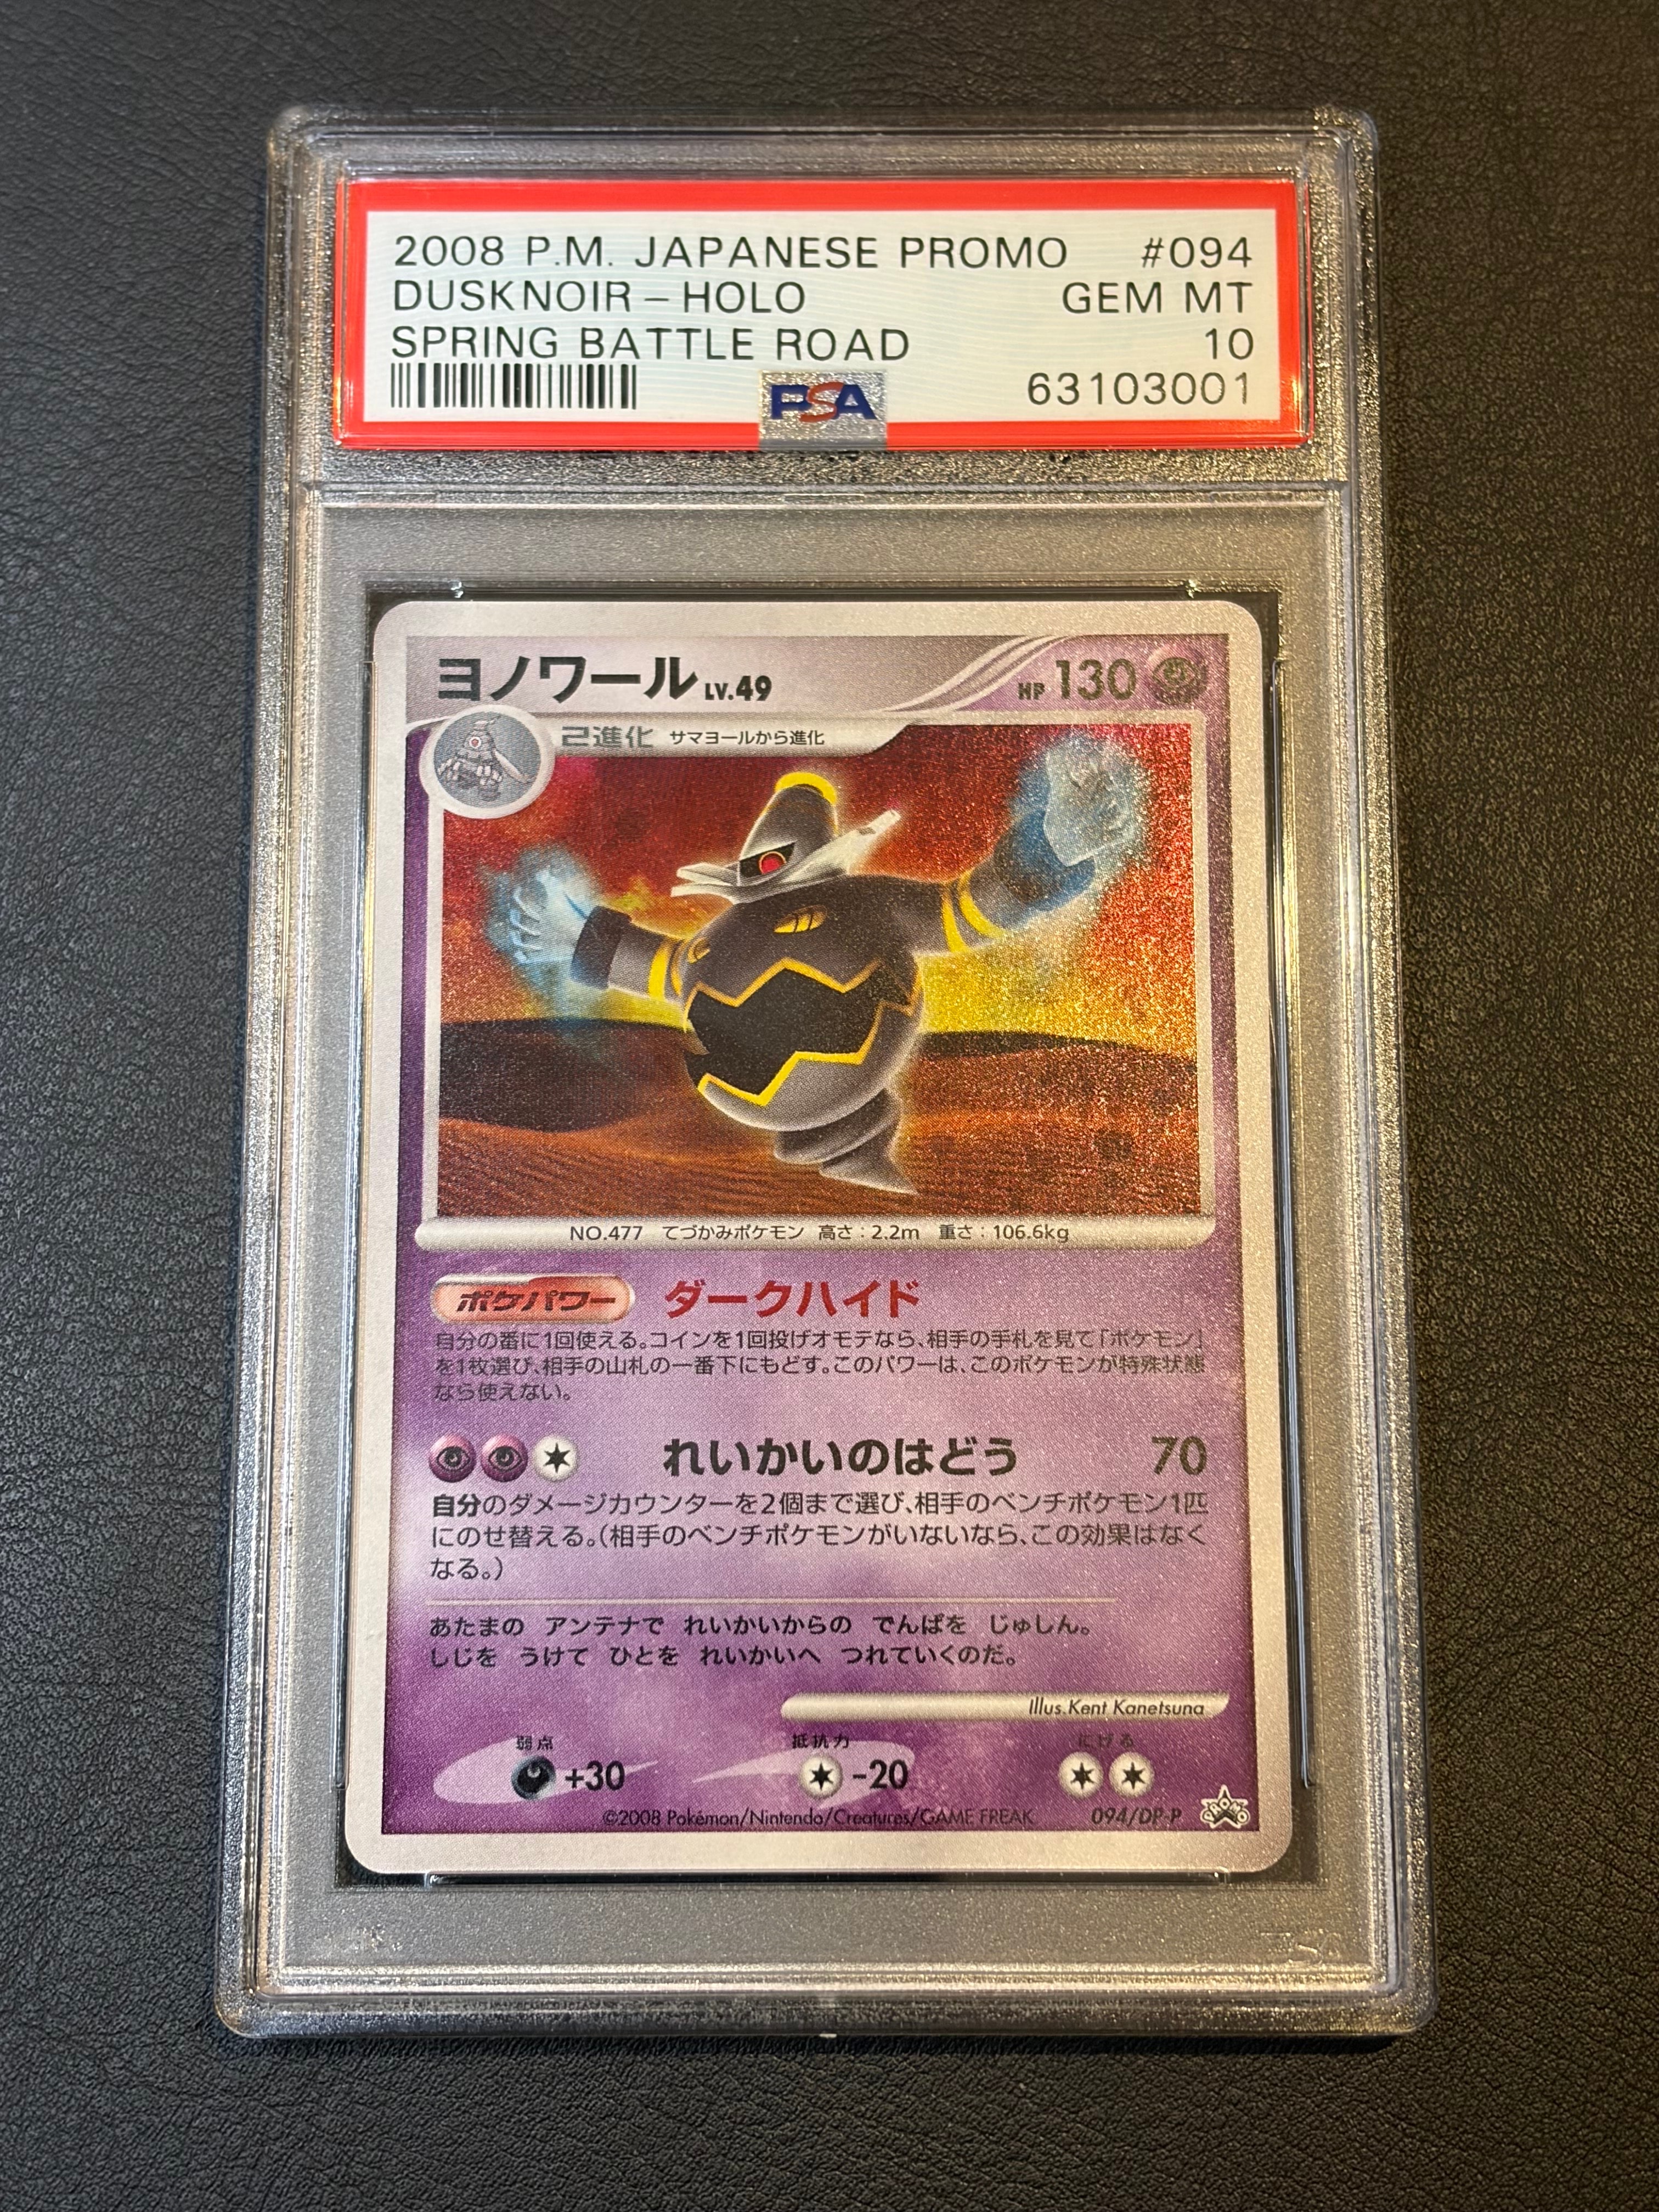 2008 P.M. JAPANESE PROMO #094
DUSKNOIR-HOLO GEM MT
SPRING BATTLE ROAD 10
PSA 63103001
ヨノワール LV.49 HP 130
2進化 サマヨールから進化
NO.477 てづかみポケモン 高さ:2.2m 重さ:106.6kg
ポケパワー ダークハイド
自分の番に1回使える。コインを1回投げオモテなら、相手の手札を見て「ポケモン」
を1枚選び、相手の山札の一番下にもどす。このパワーは、このポケモンが特殊状態
なら使えない。
れいかいのはどう 70
自分のダメージカウンターを2個まで選び、相手のベンチポケモン1匹
にのせ替える。(相手のベンチポケモンがいないなら、この効果はなく
なる。)
あたまの アンテナで れいかいからの でんぱを じゅしん。
しじを うけて ひとを れいかいへ つれていくのだ。
Illus.Kent Kanetsuna
弱点 抵抗力 にげる
+30 -20
©2008 Pokémon/Nintendo/Creatures/GAME FREAK 094/DP-P PROMO